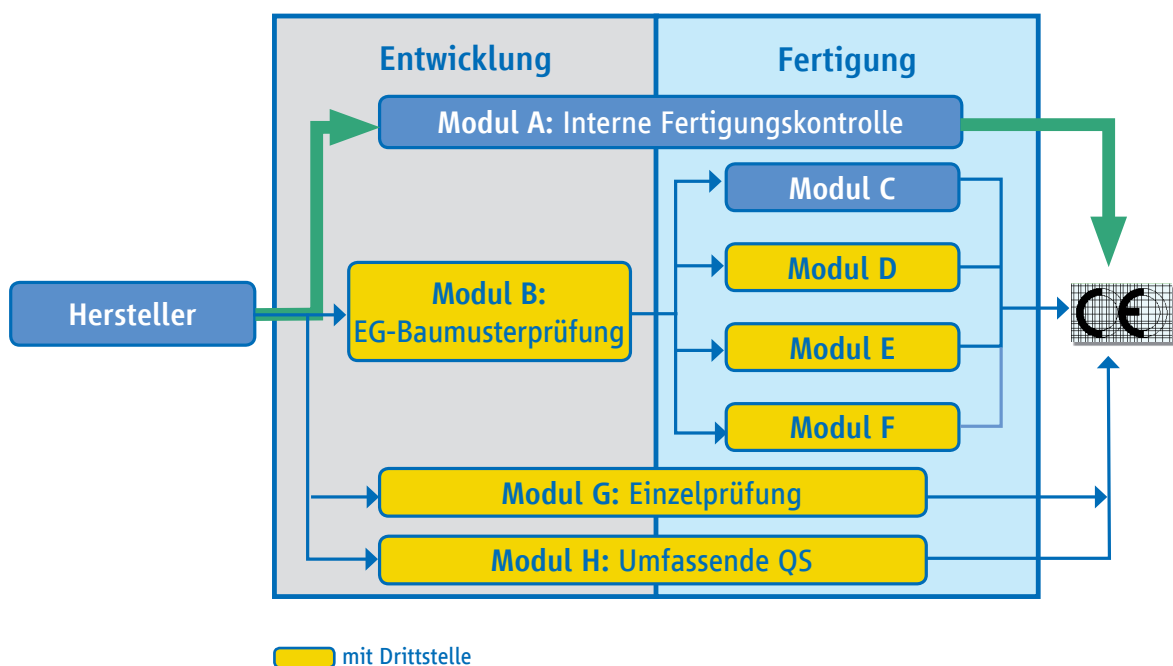 Entwicklung
Fertigung
Modul A: Interne Fertigungskontrolle
Modul C
Modul D
Hersteller
Modul B:
EG-Baumusterprüfung
Modul E
Modul F
CE
Modul G: Einzelprüfung
Modul H: Umfassende QS
mit Drittstelle